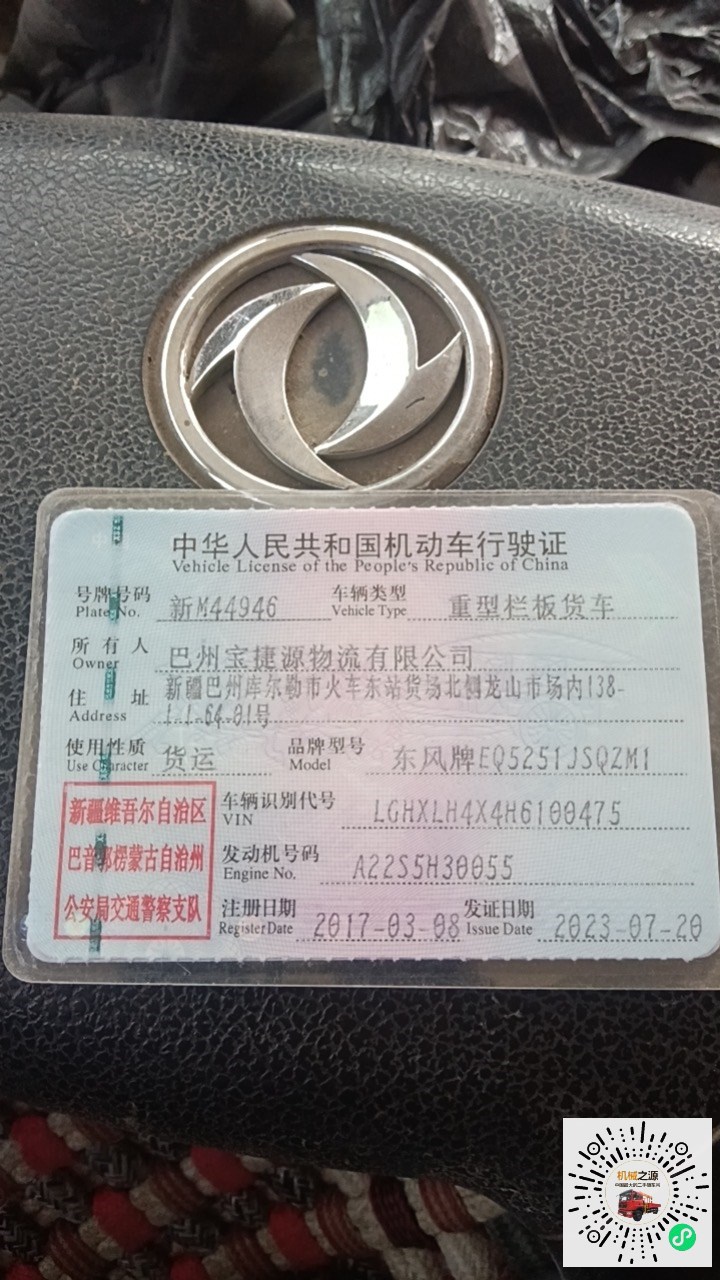 中华人民共和国机动车行驶证
Vehicle License of the People's Republic of China
号牌号码 新M44946 车辆类型 重型栏板货车
Plate No. Vehicle Type
所有人 巴州宝捷源物流有限公司
Owner
住址 新疆巴州库尔勒市火车东站货场北侧龙山市场内138-
Address 1-1-64-01号
使用性质 货运 品牌型号 东风牌EQ5251JSQZM1
Use Character Model
新疆维吾尔自治区
巴音郭楞蒙古自治州
公安局交通警察支队
车辆识别代号 LGHXLH4X4H6100475
VIN
发动机号码 A22S5H30055
Engine No.
注册日期 2017-03-08 发证日期 2023-07-20
Register Date Issue Date
机械之源